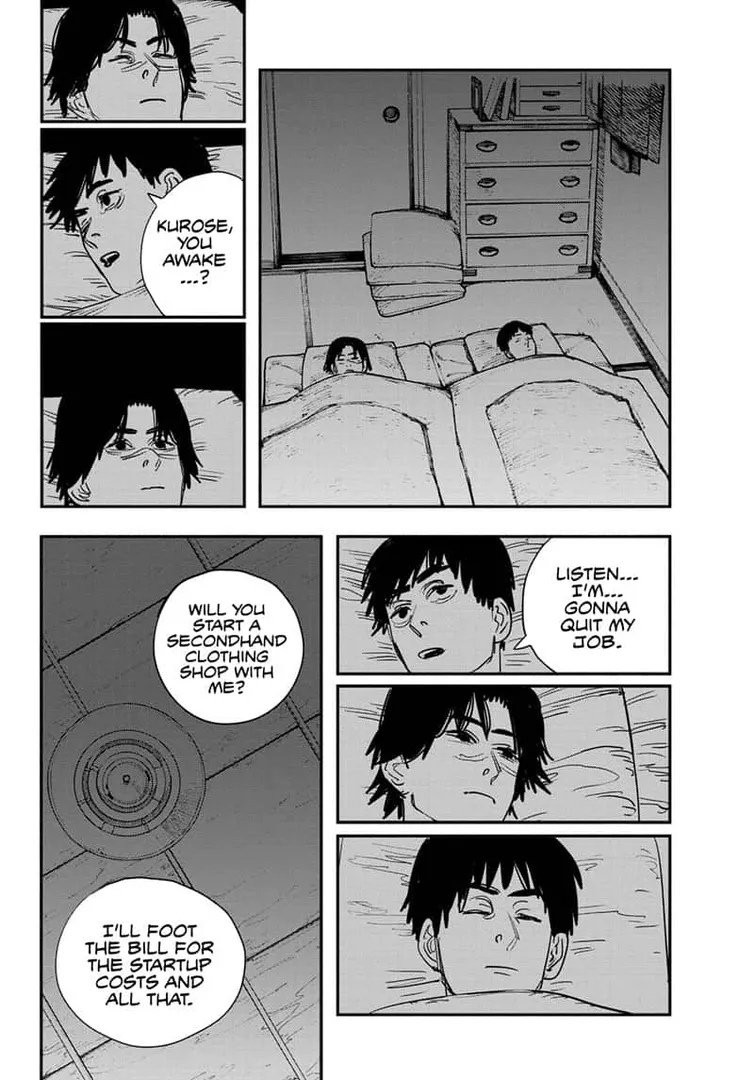 KUROSE,
YOU
AWAKE
...?
LISTEN...
I'M...
GONNA
QUIT MY
JOB.
WILL YOU
START A
SECONDHAND
CLOTHING
SHOP WITH
ME?
I'LL FOOT
THE BILL FOR
THE STARTUP
COSTS AND
ALL THAT.